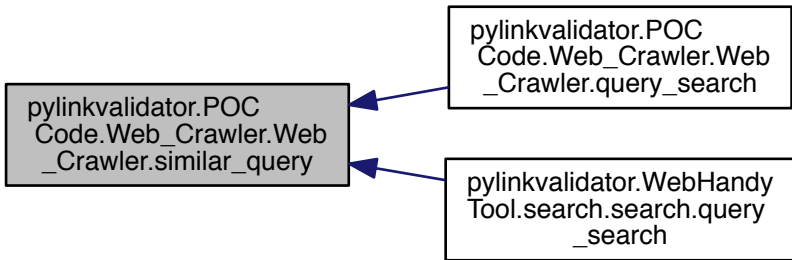 pylinkvalidator.POC
Code.Web_Crawler.Web
_Crawler.similar_query
pylinkvalidator.POC
Code.Web_Crawler.Web
_Crawler.query_search
pylinkvalidator.WebHandy
Tool.search.search.query
_search